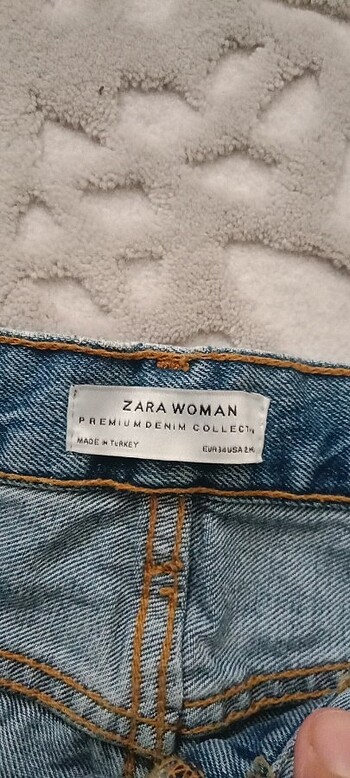 ZARA WOMAN
PREMIUM DENIM COLLECTI
MADE IN TURKEY
EUR 34 USA 2